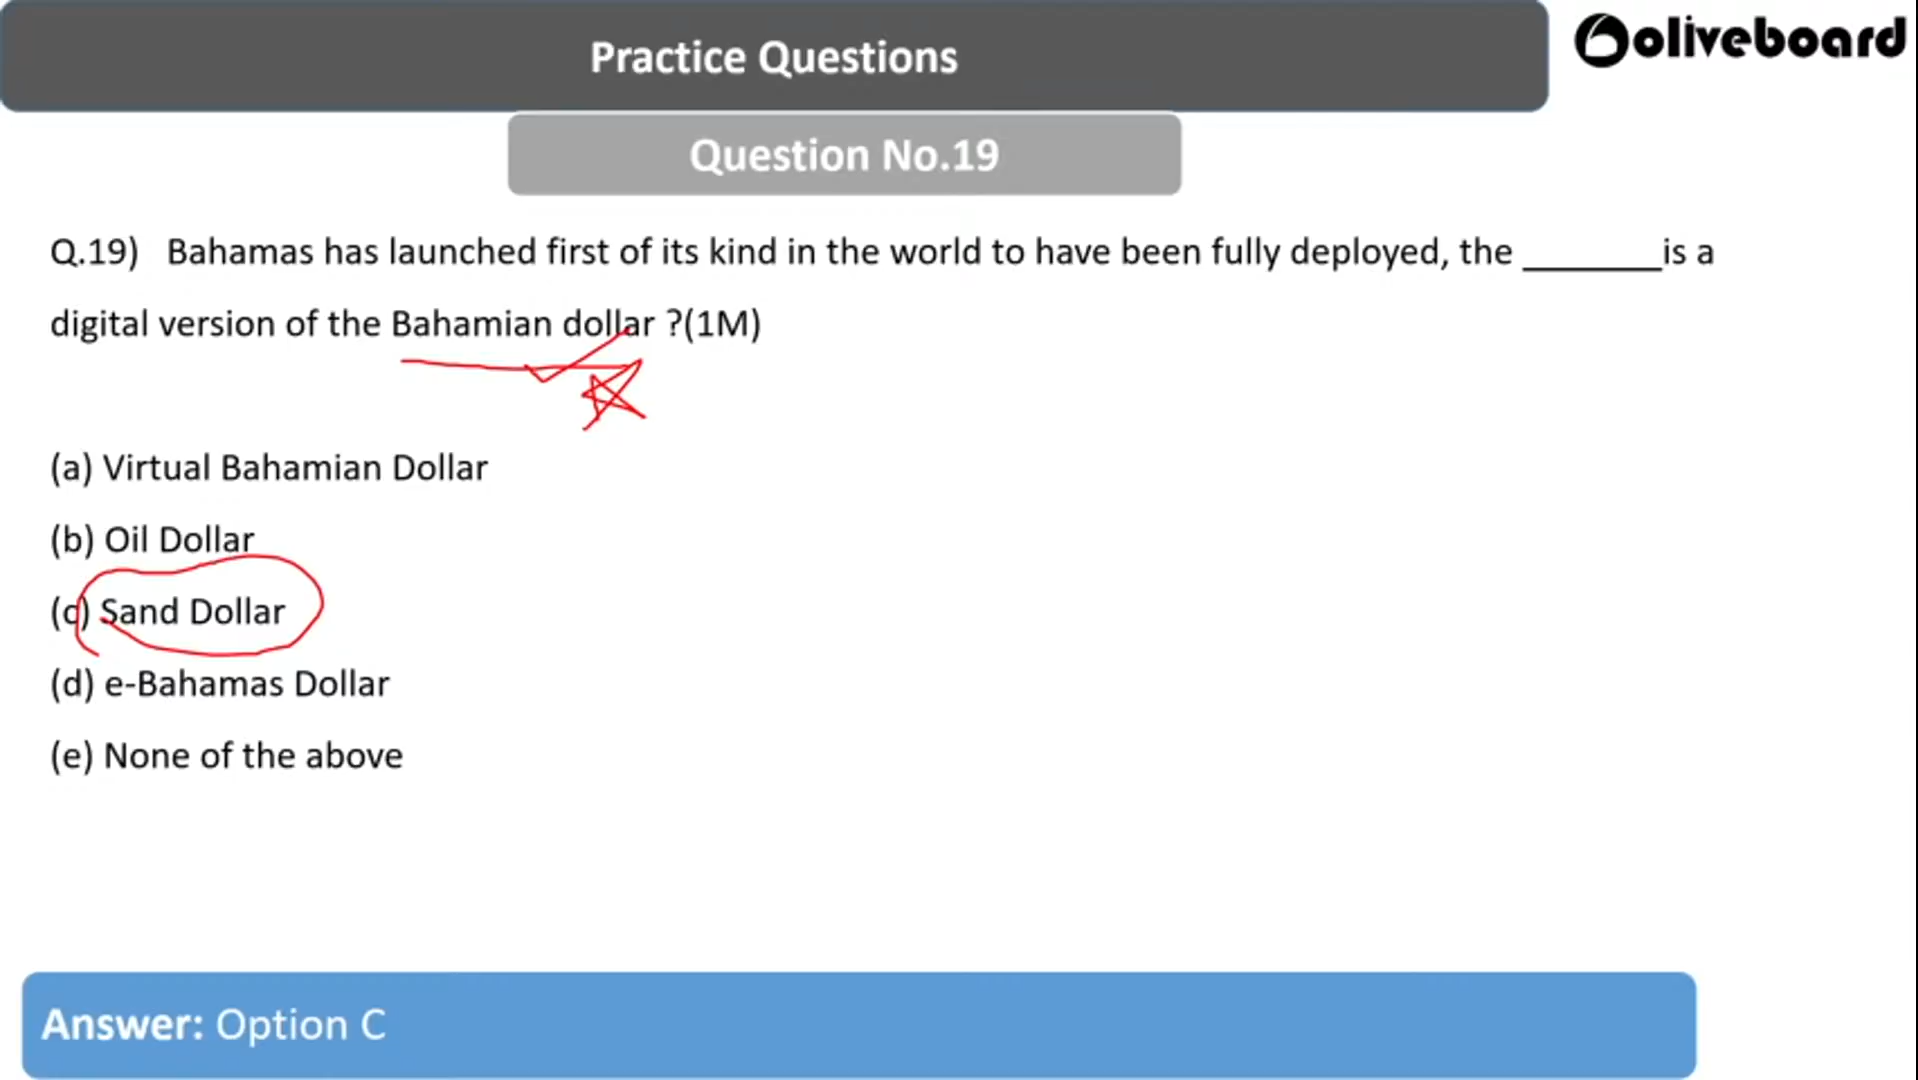 Practice Questions
oliveboard
Question No.19
Q.19) Bahamas has launched first of its kind in the world to have been fully deployed, the _______is a
digital version of the Bahamian dollar ?(1M)
(a) Virtual Bahamian Dollar
(b) Oil Dollar
(c) Sand Dollar
(d) e-Bahamas Dollar
(e) None of the above
Answer: Option C